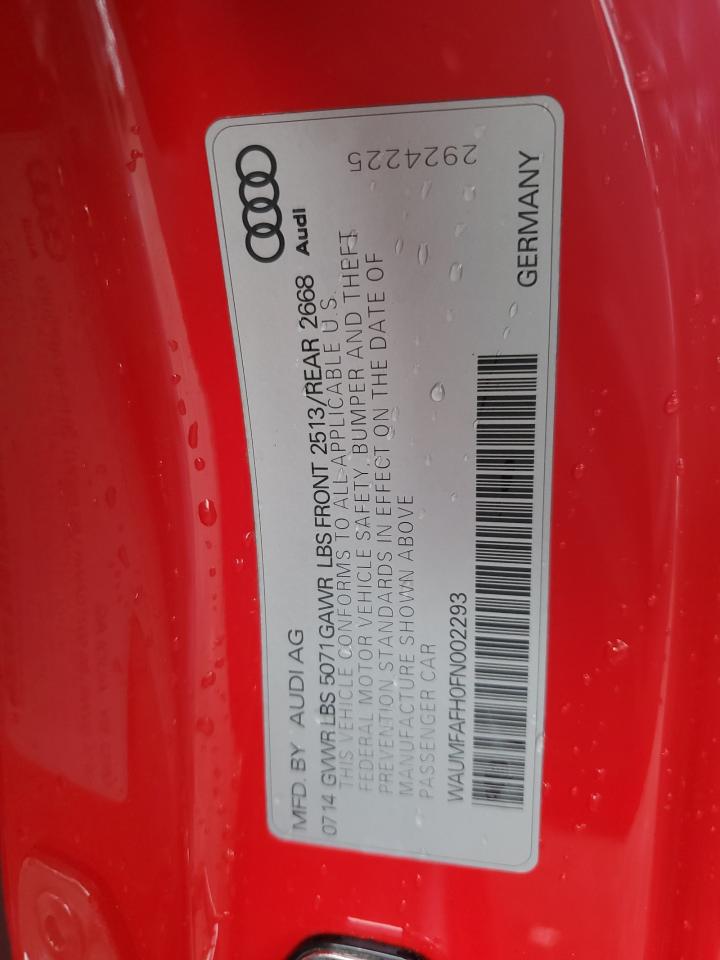 MFD. BY AUDI AG
0714 GVWR LBS 5071 GAWR LBS FRONT 2513/REAR 2668
Audi
THIS VEHICLE CONFORMS TO ALL APPLICABLE U.S.
FEDERAL MOTOR VEHICLE SAFETY, BUMPER AND THEFT
PREVENTION STANDARDS IN EFFECT ON THE DATE OF
MANUFACTURE SHOWN ABOVE
PASSENGER CAR
2924225
WAUMFAFH0FN002293
GERMANY